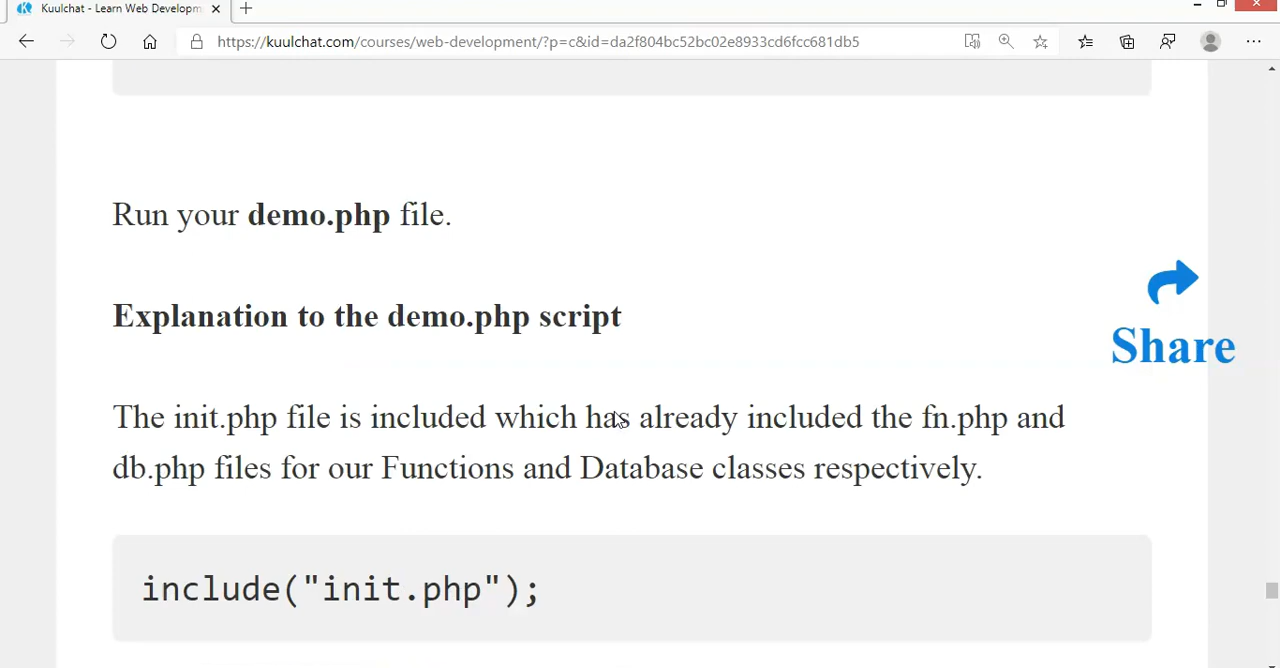 Kuulchat - Learn Web Developm
https://kuulchat.com/courses/web-development/?p=c&id=da2f804bc52bc02e8933cd6fcc681db5
Run your demo.php file.
Explanation to the demo.php script
Share
The init.php file is included which has already included the fn.php and
db.php files for our Functions and Database classes respectively.
include("init.php");